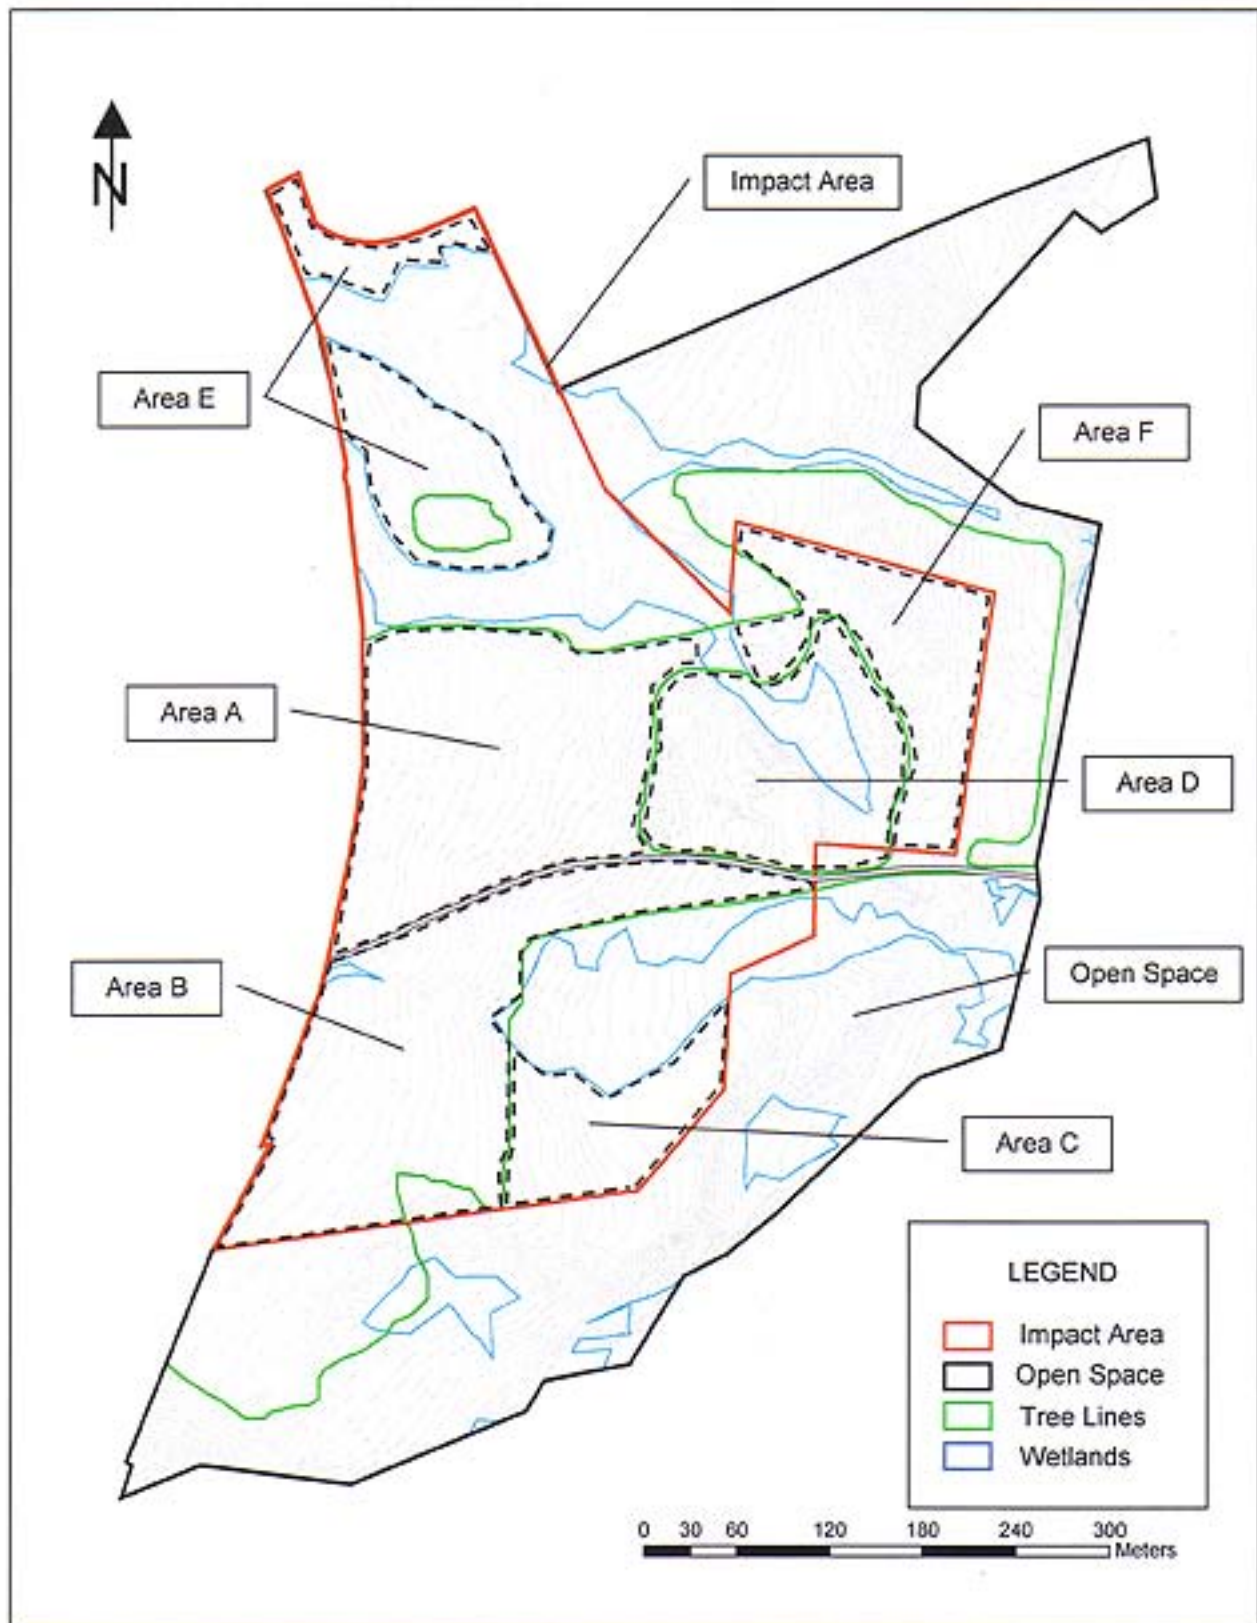 N
Impact Area
Area E
Area F
Area A
Area D
Area B
Open Space
Area C
LEGEND
Impact Area
Open Space
Tree Lines
Wetlands
0 30 60 120 180 240 300
Meters